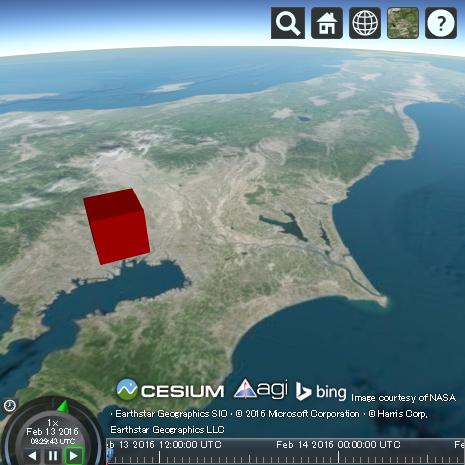 ?
CESIUM agi bing Image courtesy of NASA
· Earthstar Geographics SIO · © 2016 Microsoft Corporation · © Harris Corp,
Earthstar Geographics LLC
1x
Feb 13 2016
08:29:43 UTC
b 13 2016 12:00:00 UTC Feb 14 2016 00:00:00 UTC Fe